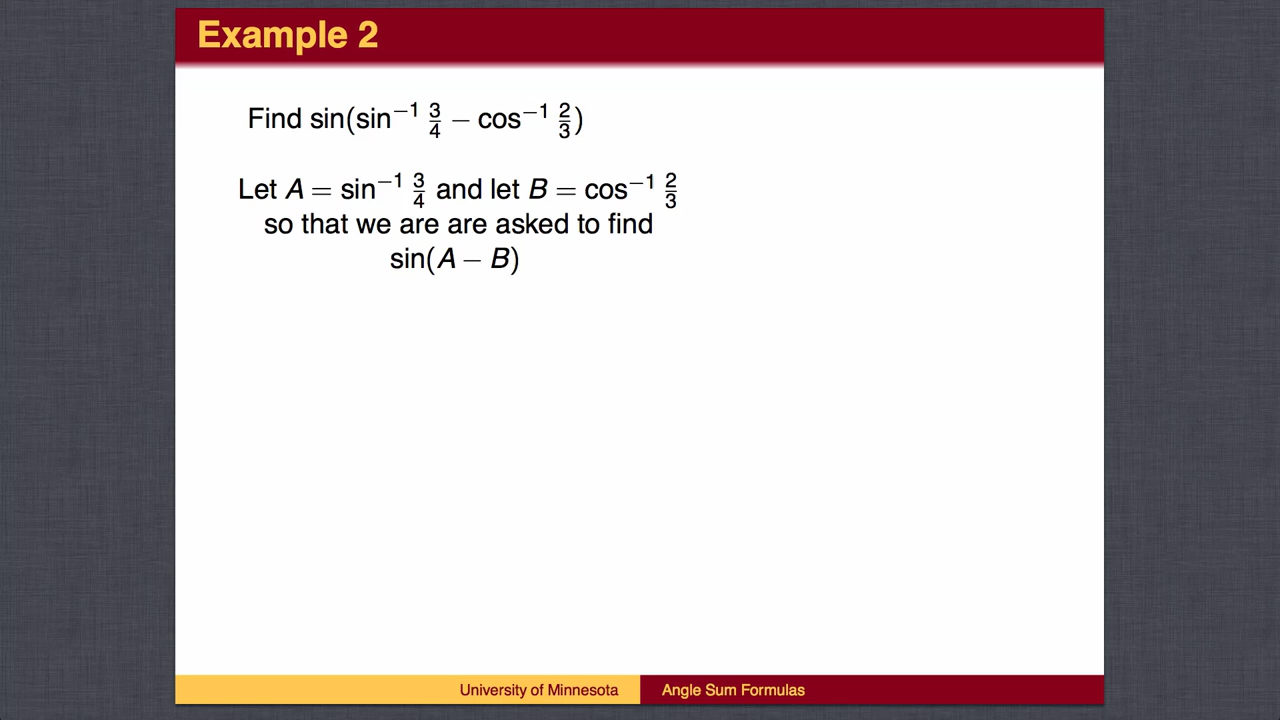 Example 2
Find sin(sin⁻¹ 3/4 − cos⁻¹ 2/3)
Let A = sin⁻¹ 3/4 and let B = cos⁻¹ 2/3
so that we are are asked to find
sin(A − B)
University of Minnesota Angle Sum Formulas